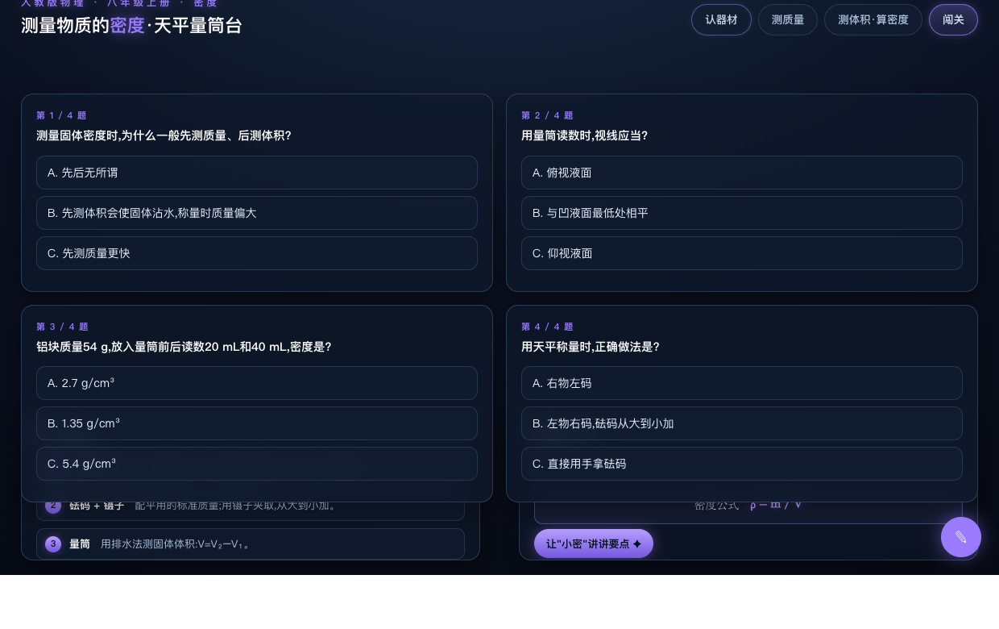 人教版物理 · 八年级上册 · 密度
测量物质的密度·天平量筒台
认器材
测质量
测体积·算密度
闯关
第 1 / 4 题
测量固体密度时,为什么一般先测质量、后测体积?
A. 先后无所谓
B. 先测体积会使固体沾水,称量时质量偏大
C. 先测质量更快
第 2 / 4 题
用量筒读数时,视线应当?
A. 俯视液面
B. 与凹液面最低处相平
C. 仰视液面
第 3 / 4 题
铝块质量54 g,放入量筒前后读数20 mL和40 mL,密度是?
A. 2.7 g/cm³
B. 1.35 g/cm³
C. 5.4 g/cm³
第 4 / 4 题
用天平称量时,正确做法是?
A. 右物左码
B. 左物右码,砝码从大到小加
C. 直接用手拿砝码
2 砝码 + 镊子 配平用的标准质量;用镊子夹取,从大到小加。
3 量筒 用排水法测固体体积:V=V₂−V₁。
密度公式 ρ = m / V
让"小密"讲讲要点 ✦